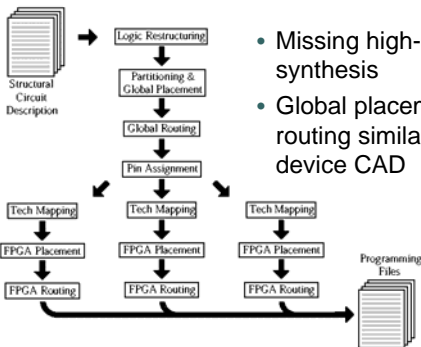 Structural
Circuit
Description
Logic Restructuring
Partitioning &
Global Placement
Global Routing
Pin Assignment
Tech Mapping
Tech Mapping
Tech Mapping
FPGA Placement
FPGA Placement
FPGA Placement
FPGA Routing
FPGA Routing
FPGA Routing
Programming
Files
• Missing high-
synthesis
• Global placer
routing simila
device CAD